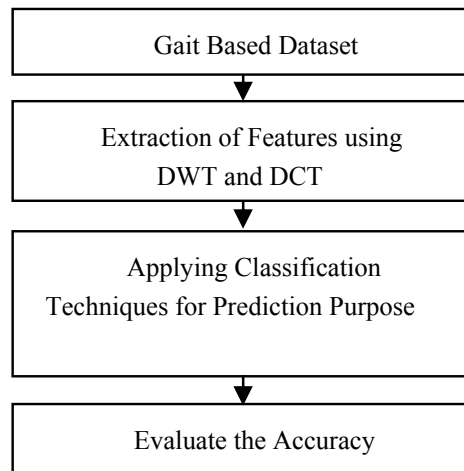 Gait Based Dataset
Extraction of Features using
DWT and DCT
Applying Classification
Techniques for Prediction Purpose
Evaluate the Accuracy